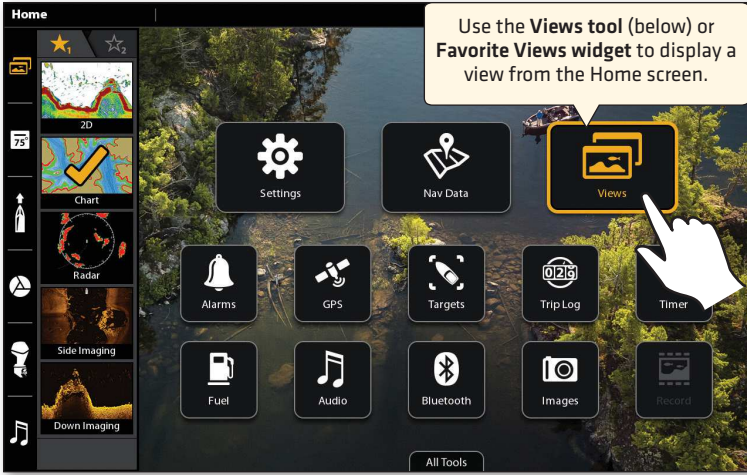 Home
Use the Views tool (below) or
Favorite Views widget to display a
view from the Home screen.
1
2
2D
75°
Chart
Radar
Side Imaging
Down Imaging
Settings
Nav Data
Views
Alarms
GPS
Targets
029
Trip Log
Timer
Fuel
Audio
Bluetooth
Images
Record
All Tools